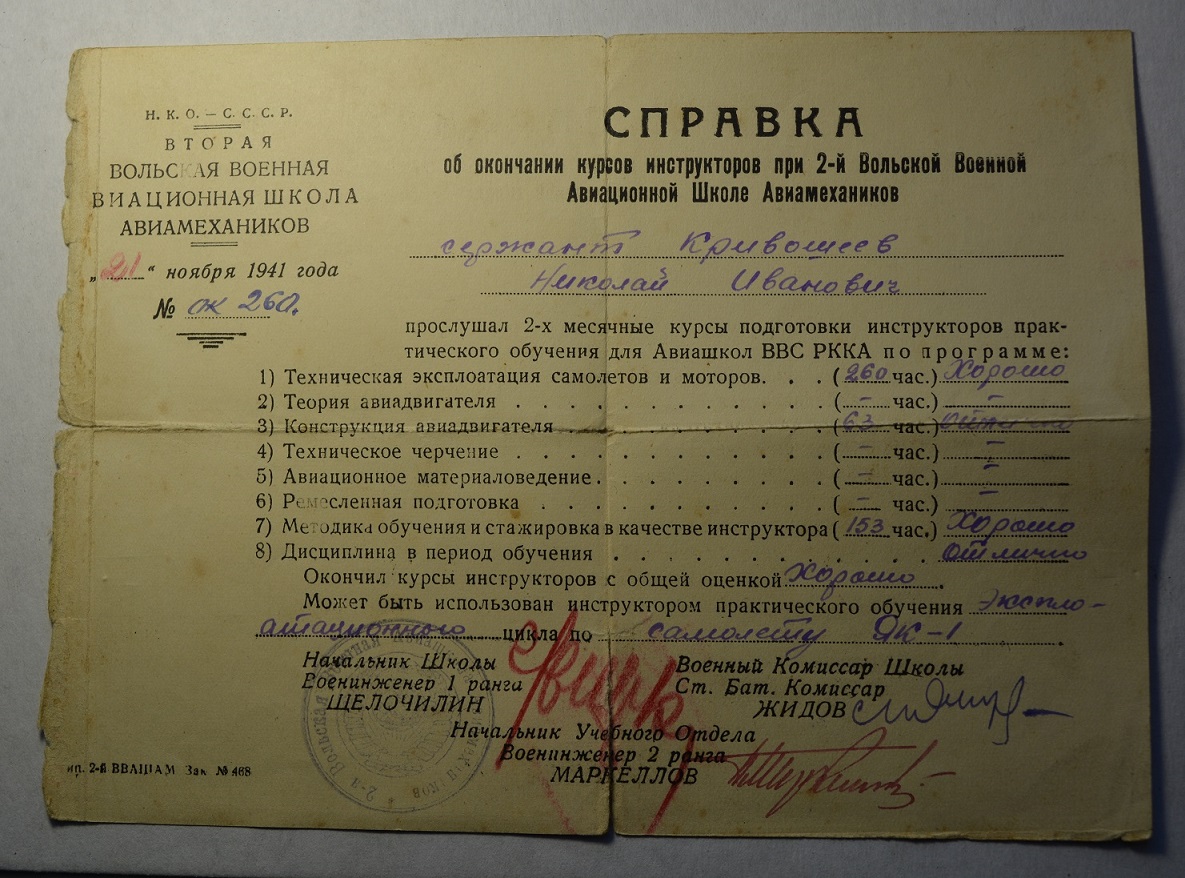 Н. К. О. — С. С. С. Р.
ВТОРАЯ
ВОЛЬСКАЯ ВОЕННАЯ
ВИАЦИОННАЯ ШКОЛА
АВИАМЕХАНИКОВ
„21“ ноября 1941 года
№ ок 260.
СПРАВКА
об окончании курсов инструкторов при 2-й Вольской Военной
Авиационной Школе Авиамехаников
сержант Кривошеев
Николай Иванович
прослушал 2-х месячные курсы подготовки инструкторов прак-
тического обучения для Авиашкол ВВС РККА по программе:
1) Техническая эксплоатация самолетов и моторов. . . (260 час.) Хорошо
2) Теория авиадвигателя . . . . . . . . . . . . . (— час.) —
3) Конструкция авиадвигателя . . . . . . . . . . . (63 час.) отлично
4) Техническое черчение . . . . . . . . . . . . . (— час.) —
5) Авиационное материаловедение . . . . . . . . . (— час.) —
6) Ремесленная подготовка . . . . . . . . . . . . (— час.) —
7) Методика обучения и стажировка в качестве инструктора (153 час.) Хорошо
8) Дисциплина в период обучения . . . . . . . . . . отлично
Окончил курсы инструкторов с общей оценкой Хорошо.
Может быть использован инструктором практического обучения экспло-
атационного цикла по самолету ЯК-1
Начальник Школы
Военинженер 1 ранга
ЩЕЛОЧИЛИН
Военный Комиссар Школы
Ст. Бат. Комиссар
ЖИДОВ
Начальник Учебного Отдела
Военинженер 2 ранга
МАРКЕЛЛОВ
ип. 2-й ВВАШАМ Зак. № 468